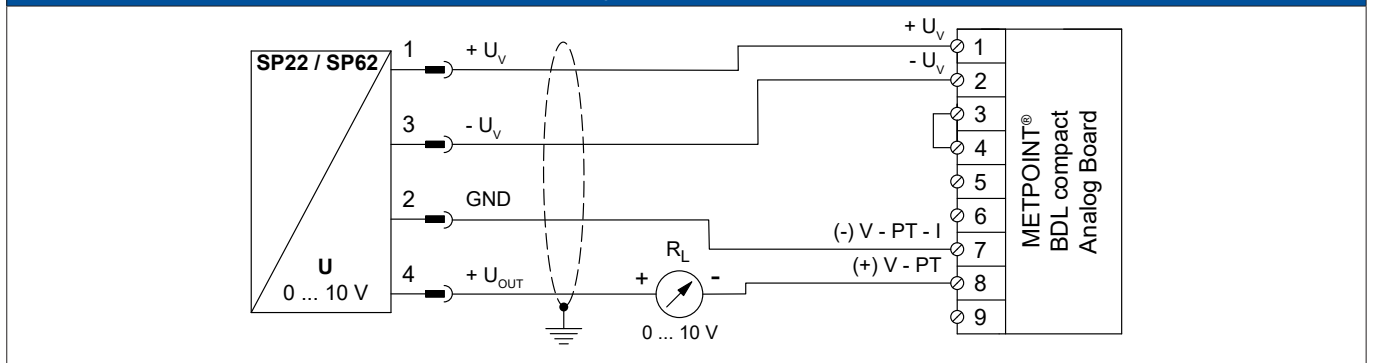 SP22 / SP62
U
0 ... 10 V
1 + U_V
3 - U_V
2 GND
4 + U_OUT
R_L
+ -
0 ... 10 V
+ U_V
- U_V
(-) V - PT - I
(+) V - PT
1
2
3
4
5
6
7
8
9
METPOINT®
BDL compact
Analog Board